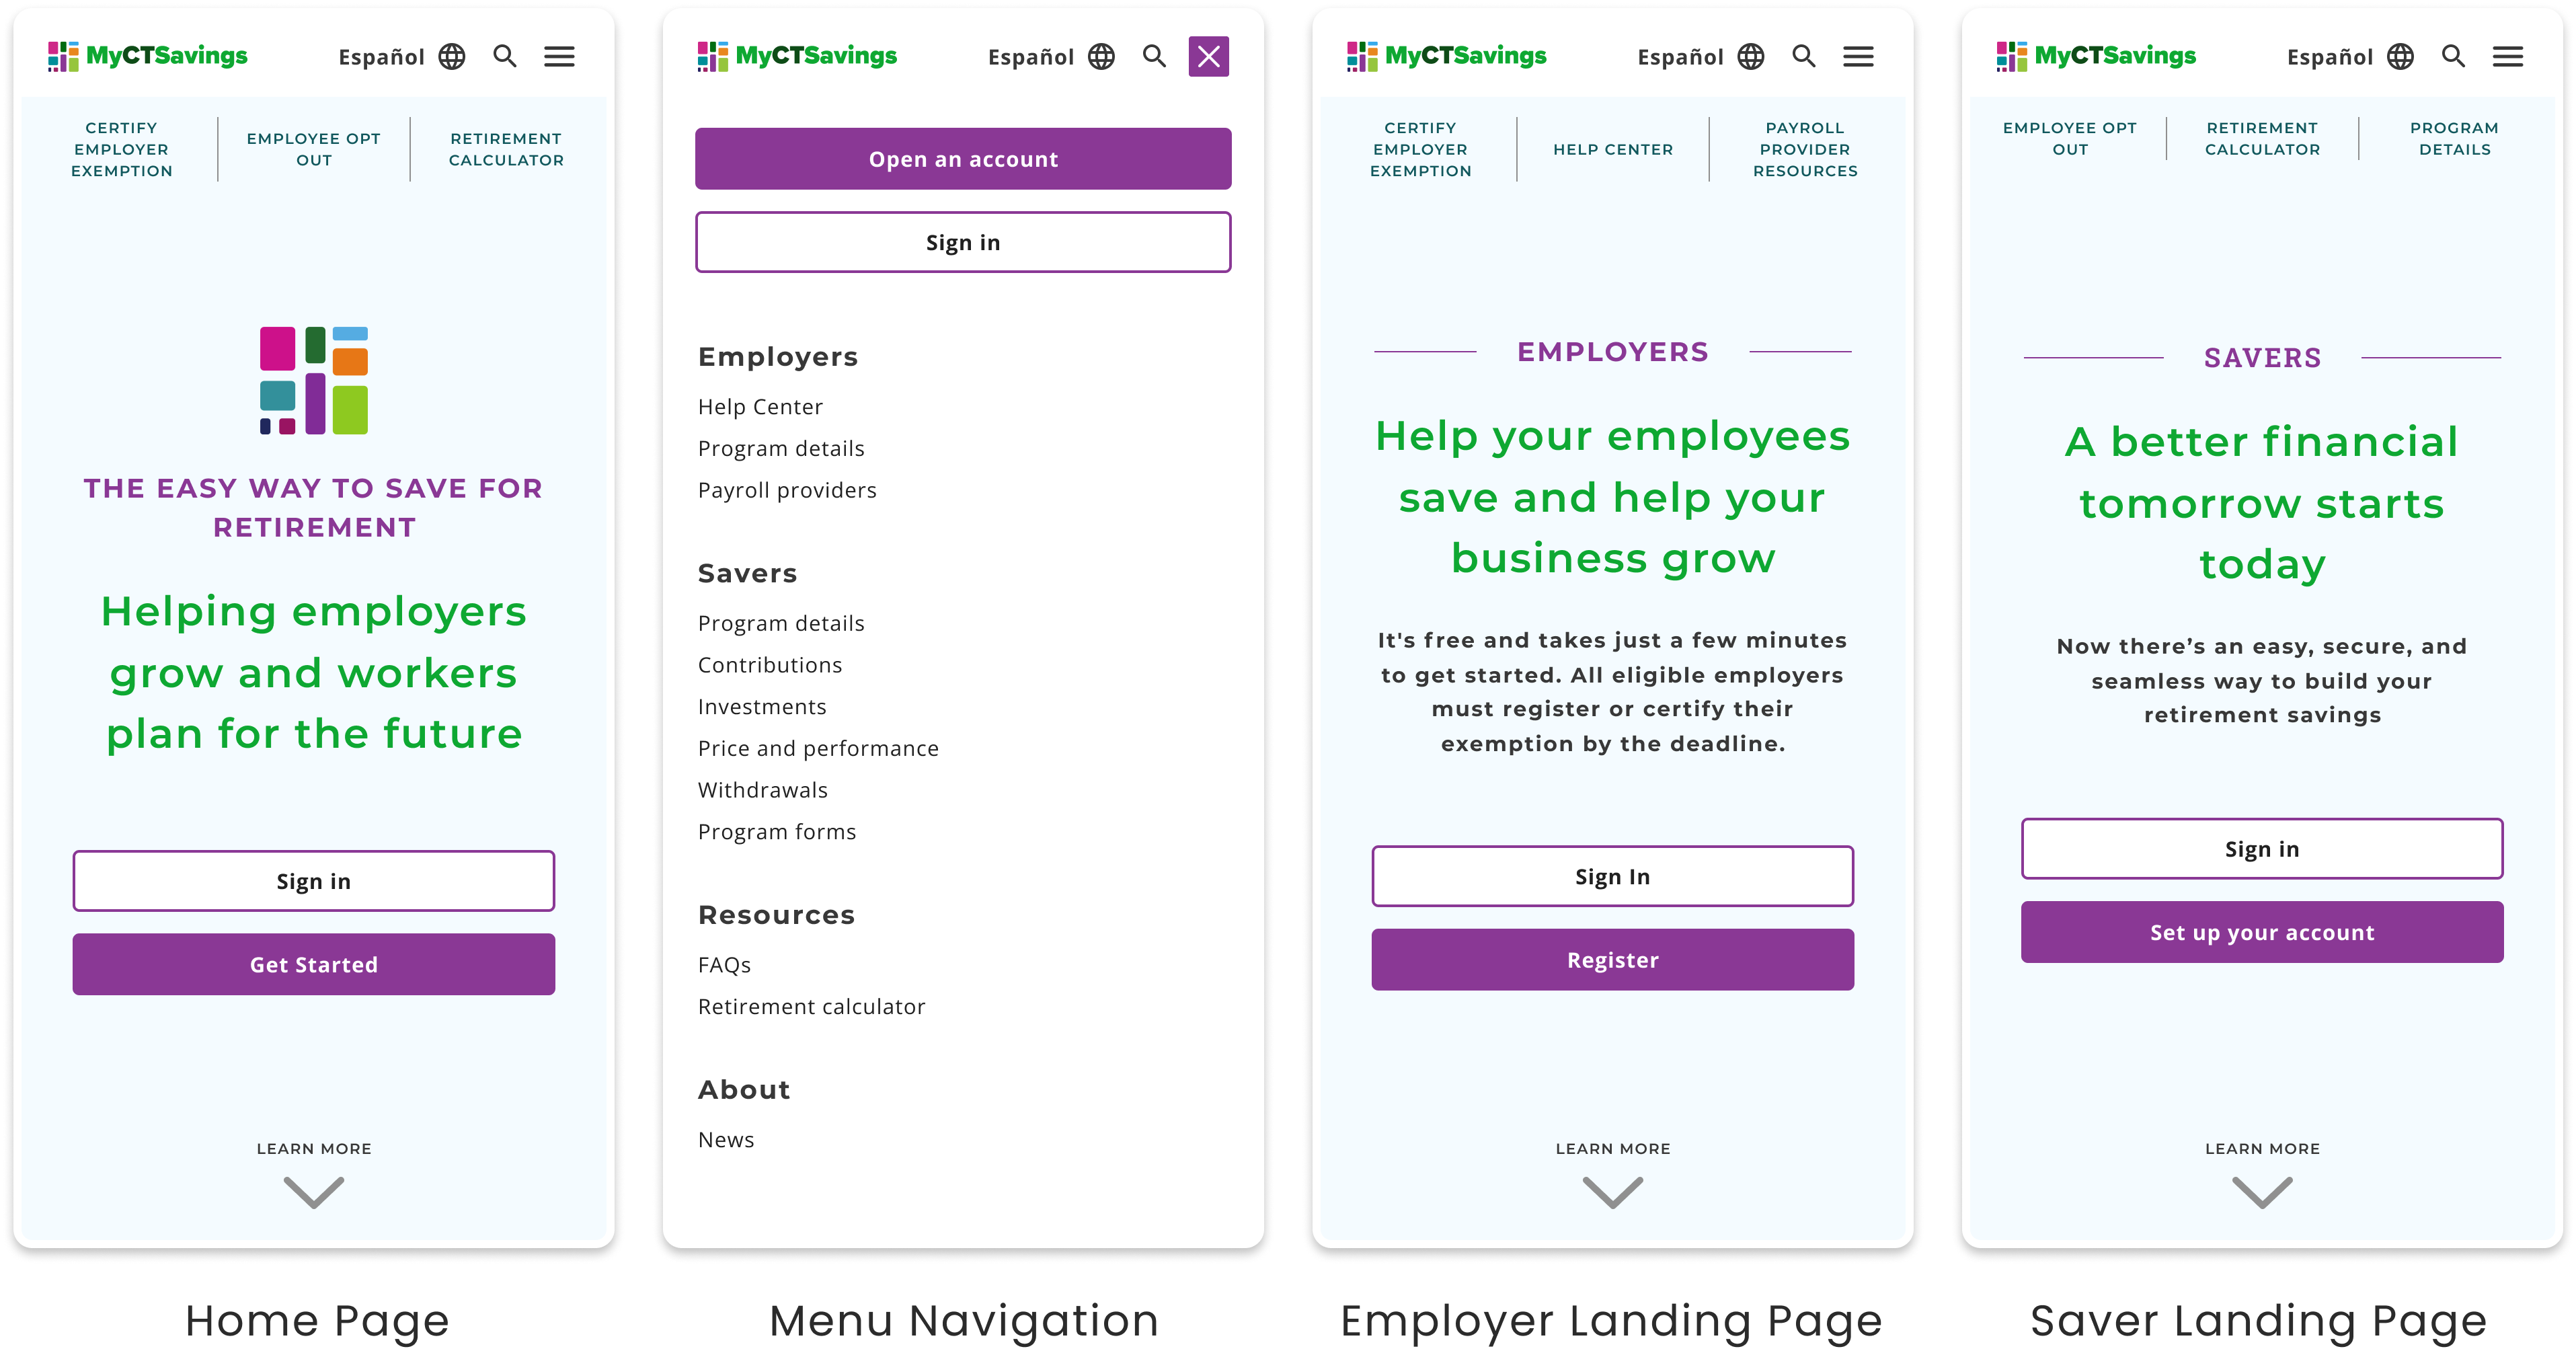 MyCTSavings
Español
CERTIFY
EMPLOYER
EXEMPTION
EMPLOYEE OPT
OUT
RETIREMENT
CALCULATOR
THE EASY WAY TO SAVE FOR
RETIREMENT
Helping employers
grow and workers
plan for the future
Sign in
Get Started
LEARN MORE
Home Page
MyCTSavings
Español
Open an account
Sign in
Employers
Help Center
Program details
Payroll providers
Savers
Program details
Contributions
Investments
Price and performance
Withdrawals
Program forms
Resources
FAQs
Retirement calculator
About
News
Menu Navigation
MyCTSavings
Español
CERTIFY
EMPLOYER
EXEMPTION
HELP CENTER
PAYROLL
PROVIDER
RESOURCES
EMPLOYERS
Help your employees
save and help your
business grow
It's free and takes just a few minutes
to get started. All eligible employers
must register or certify their
exemption by the deadline.
Sign In
Register
LEARN MORE
Employer Landing Page
MyCTSavings
Español
EMPLOYEE OPT
OUT
RETIREMENT
CALCULATOR
PROGRAM
DETAILS
SAVERS
A better financial
tomorrow starts
today
Now there’s an easy, secure, and
seamless way to build your
retirement savings
Sign in
Set up your account
LEARN MORE
Saver Landing Page